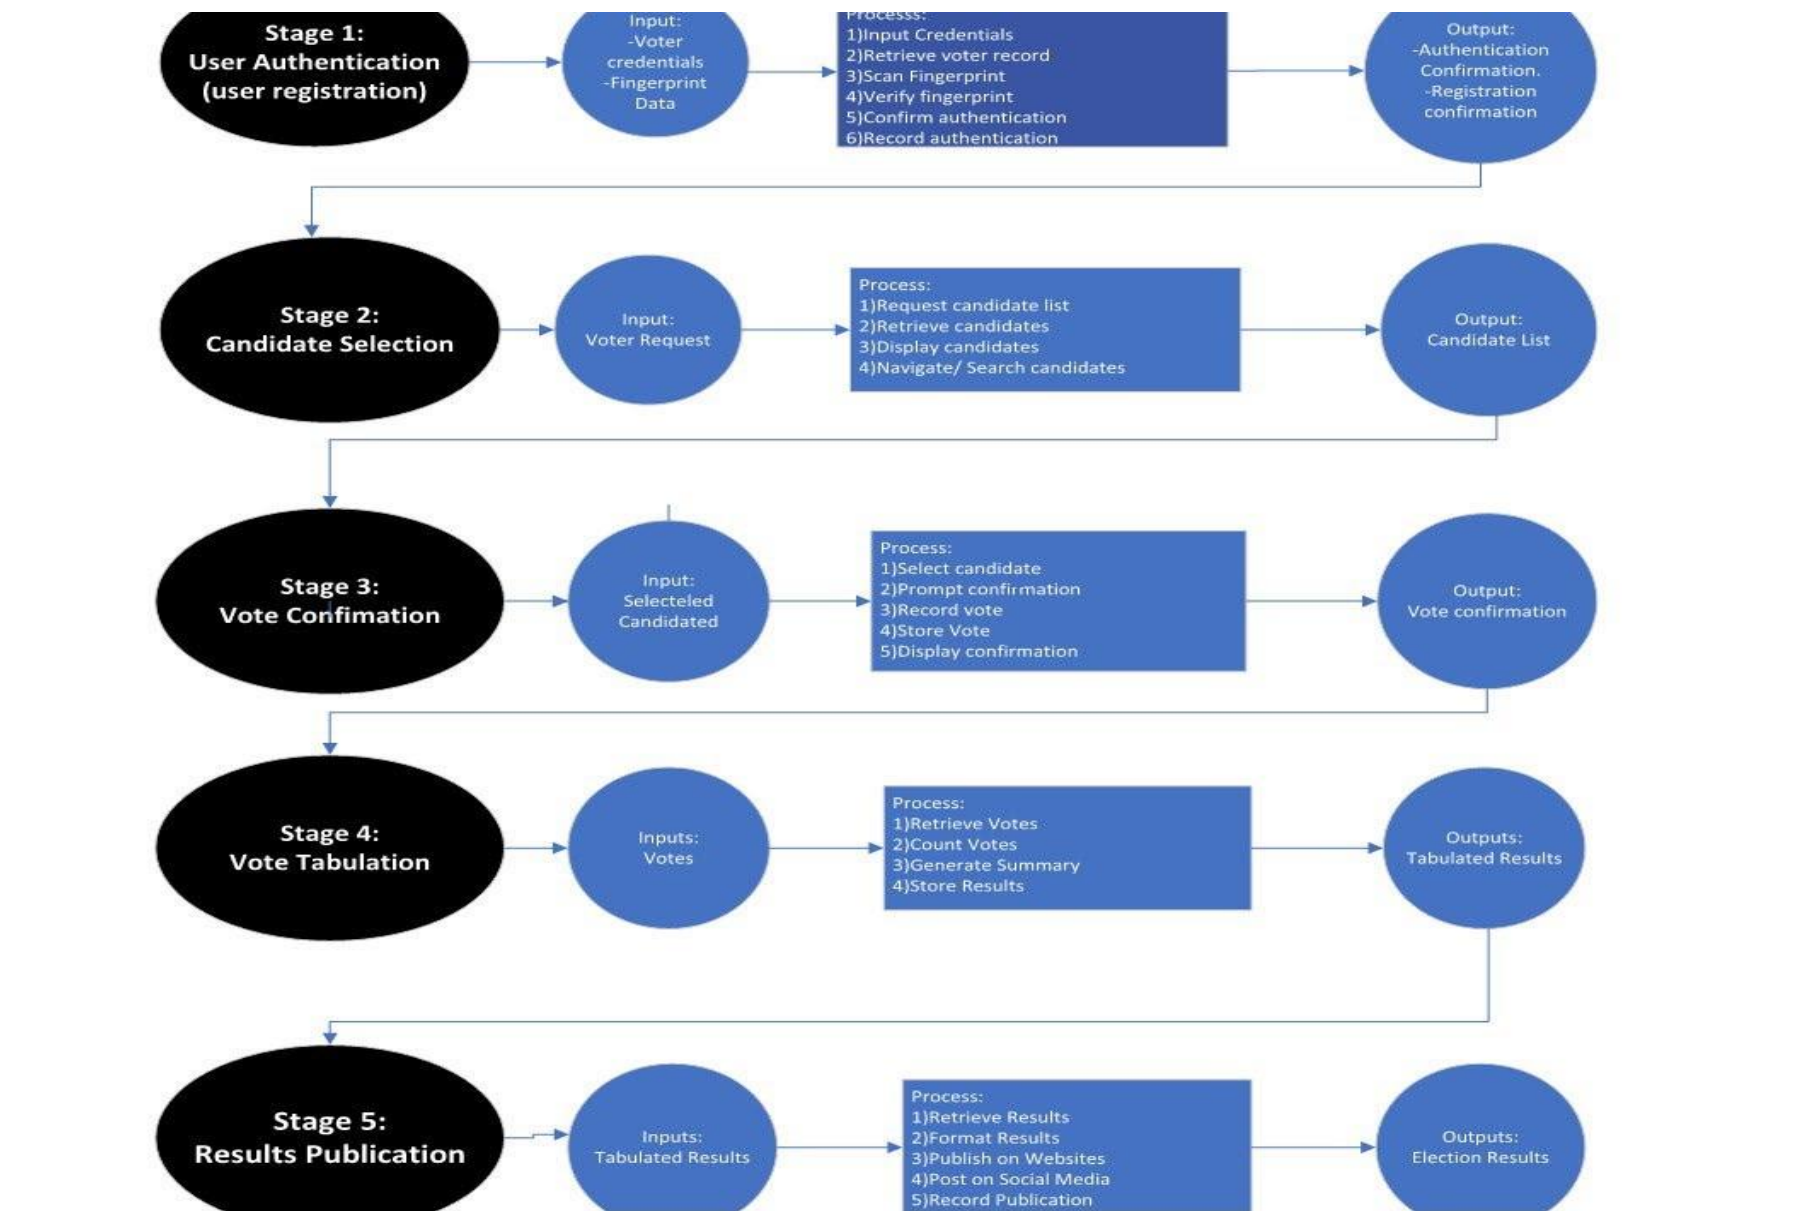 Stage 1:
User Authentication
(user registration)
Input:
-Voter
credentials
-Fingerprint
Data
Processs:
1)Input Credentials
2)Retrieve voter record
3)Scan Fingerprint
4)Verify fingerprint
5)Confirm authentication
6)Record authentication
Output:
-Authentication
Confirmation.
-Registration
confirmation
Stage 2:
Candidate Selection
Input:
Voter Request
Process:
1)Request candidate list
2)Retrieve candidates
3)Display candidates
4)Navigate/ Search candidates
Output:
Candidate List
Stage 3:
Vote Confimation
Input:
Selecteled
Candidated
Process:
1)Select candidate
2)Prompt confirmation
3)Record vote
4)Store Vote
5)Display confirmation
Output:
Vote confirmation
Stage 4:
Vote Tabulation
Inputs:
Votes
Process:
1)Retrieve Votes
2)Count Votes
3)Generate Summary
4)Store Results
Outputs:
Tabulated Results
Stage 5:
Results Publication
Inputs:
Tabulated Results
Process:
1)Retrieve Results
2)Format Results
3)Publish on Websites
4)Post on Social Media
5)Record Publication
Outputs:
Election Results